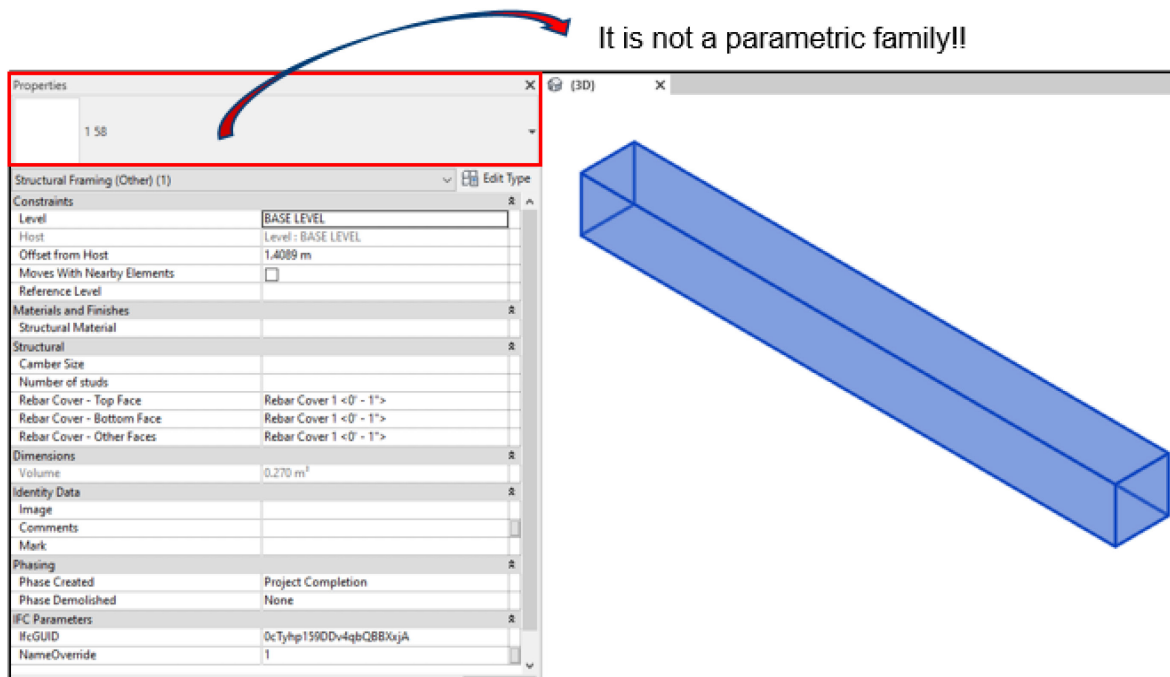 It is not a parametric family!!
Properties
(3D)
1 58
Structural Framing (Other) (1) Edit Type
Constraints
Level BASE LEVEL
Host Level : BASE LEVEL
Offset from Host 1.4089 m
Moves With Nearby Elements
Reference Level
Materials and Finishes
Structural Material
Structural
Camber Size
Number of studs
Rebar Cover - Top Face Rebar Cover 1 <0' - 1">
Rebar Cover - Bottom Face Rebar Cover 1 <0' - 1">
Rebar Cover - Other Faces Rebar Cover 1 <0' - 1">
Dimensions
Volume 0.270 m³
Identity Data
Image
Comments
Mark
Phasing
Phase Created Project Completion
Phase Demolished None
IFC Parameters
IfcGUID 0cTyhp159DDv4qbQBBXxjA
NameOverride 1